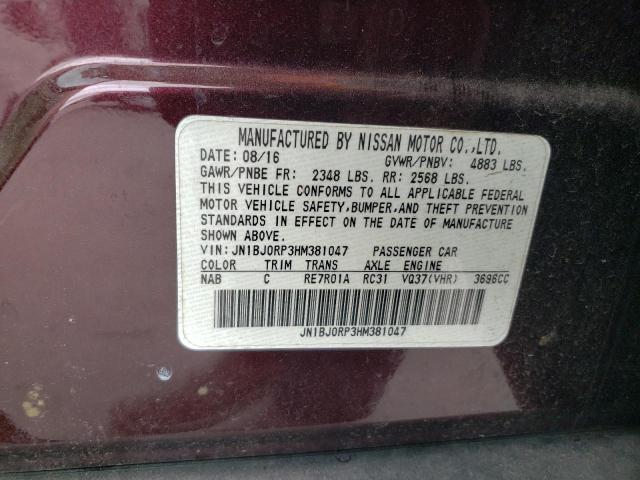 MANUFACTURED BY NISSAN MOTOR CO.,LTD.
DATE: 08/16 GVWR/PNBV: 4883 LBS.
GAWR/PNBE FR: 2348 LBS. RR: 2568 LBS.
THIS VEHICLE CONFORMS TO ALL APPLICABLE FEDERAL
MOTOR VEHICLE SAFETY,BUMPER,AND THEFT PREVENTION
STANDARDS IN EFFECT ON THE DATE OF MANUFACTURE
SHOWN ABOVE.
VIN: JN1BJ0RP3HM381047 PASSENGER CAR
COLOR TRIM TRANS AXLE ENGINE
NAB C RE7R01A RC31 VQ37(VHR) 3696CC
JN1BJ0RP3HM381047